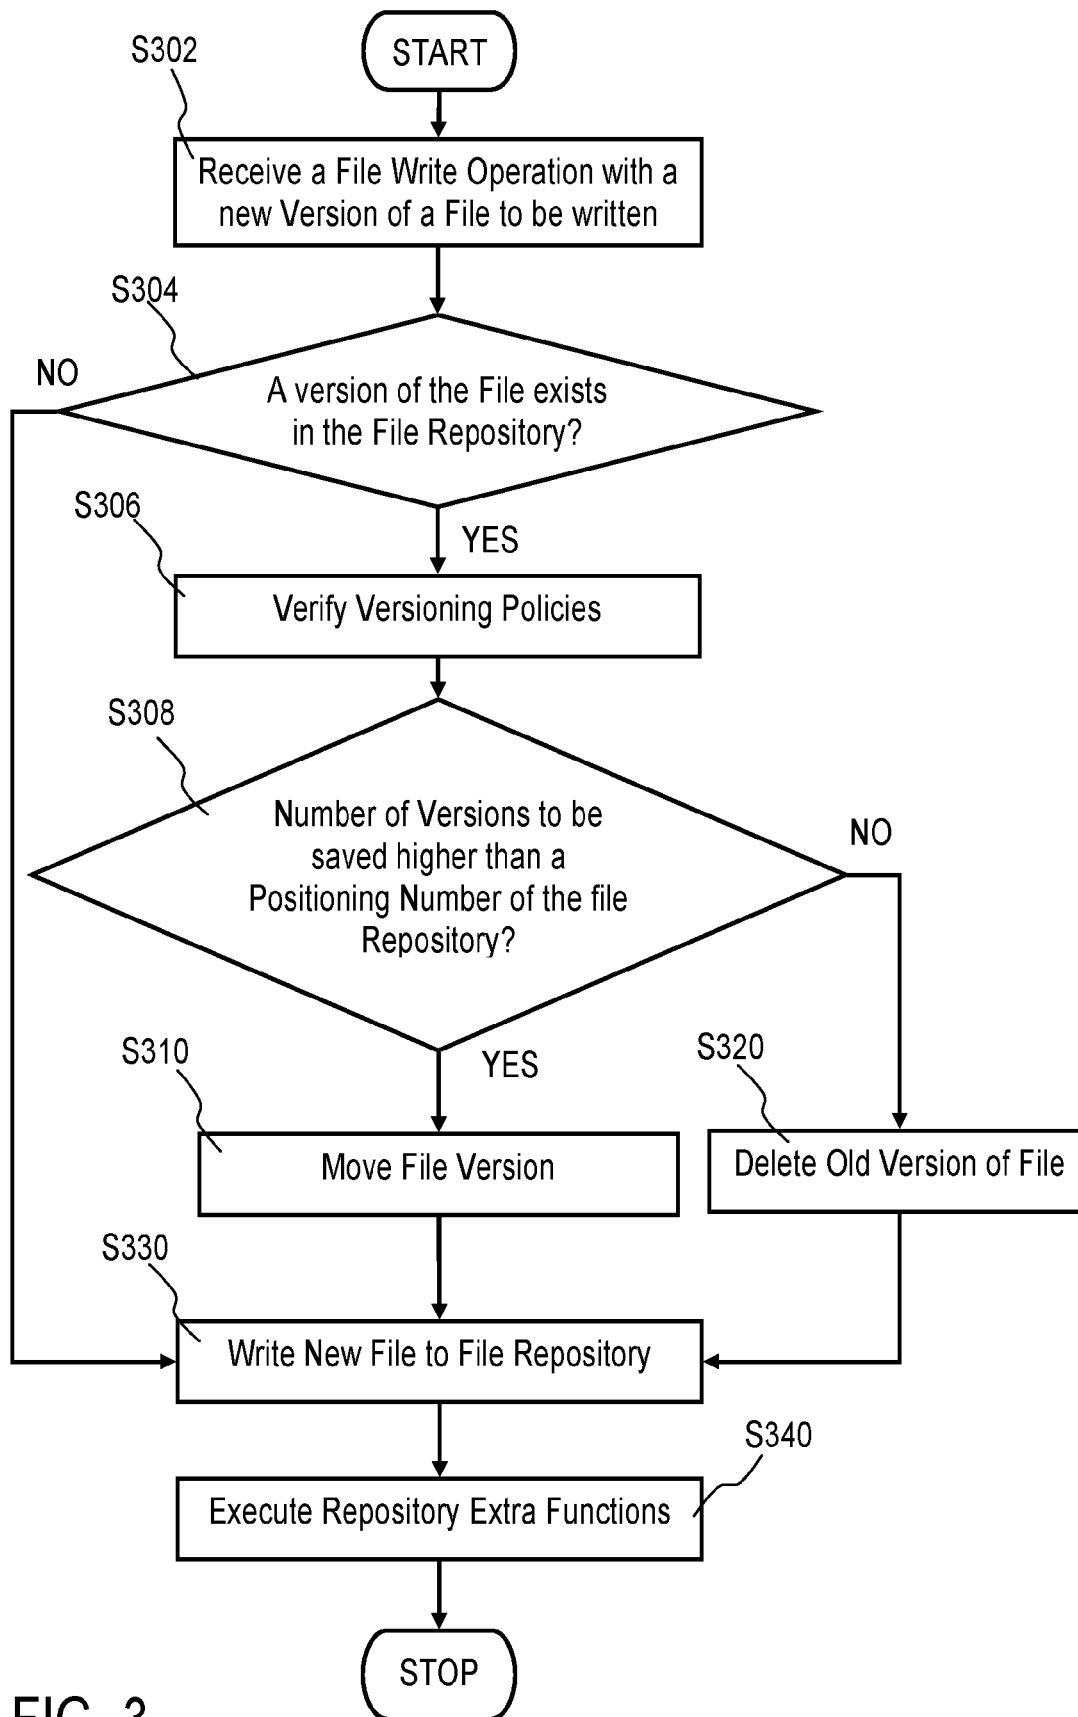 START
S302
Receive a File Write Operation with a
new Version of a File to be written
S304
NO
A version of the File exists
in the File Repository?
S306
YES
Verify Versioning Policies
S308
Number of Versions to be
saved higher than a
Positioning Number of the file
Repository?
NO
S310
YES
S320
Move File Version
Delete Old Version of File
S330
Write New File to File Repository
S340
Execute Repository Extra Functions
STOP
FIG. 3